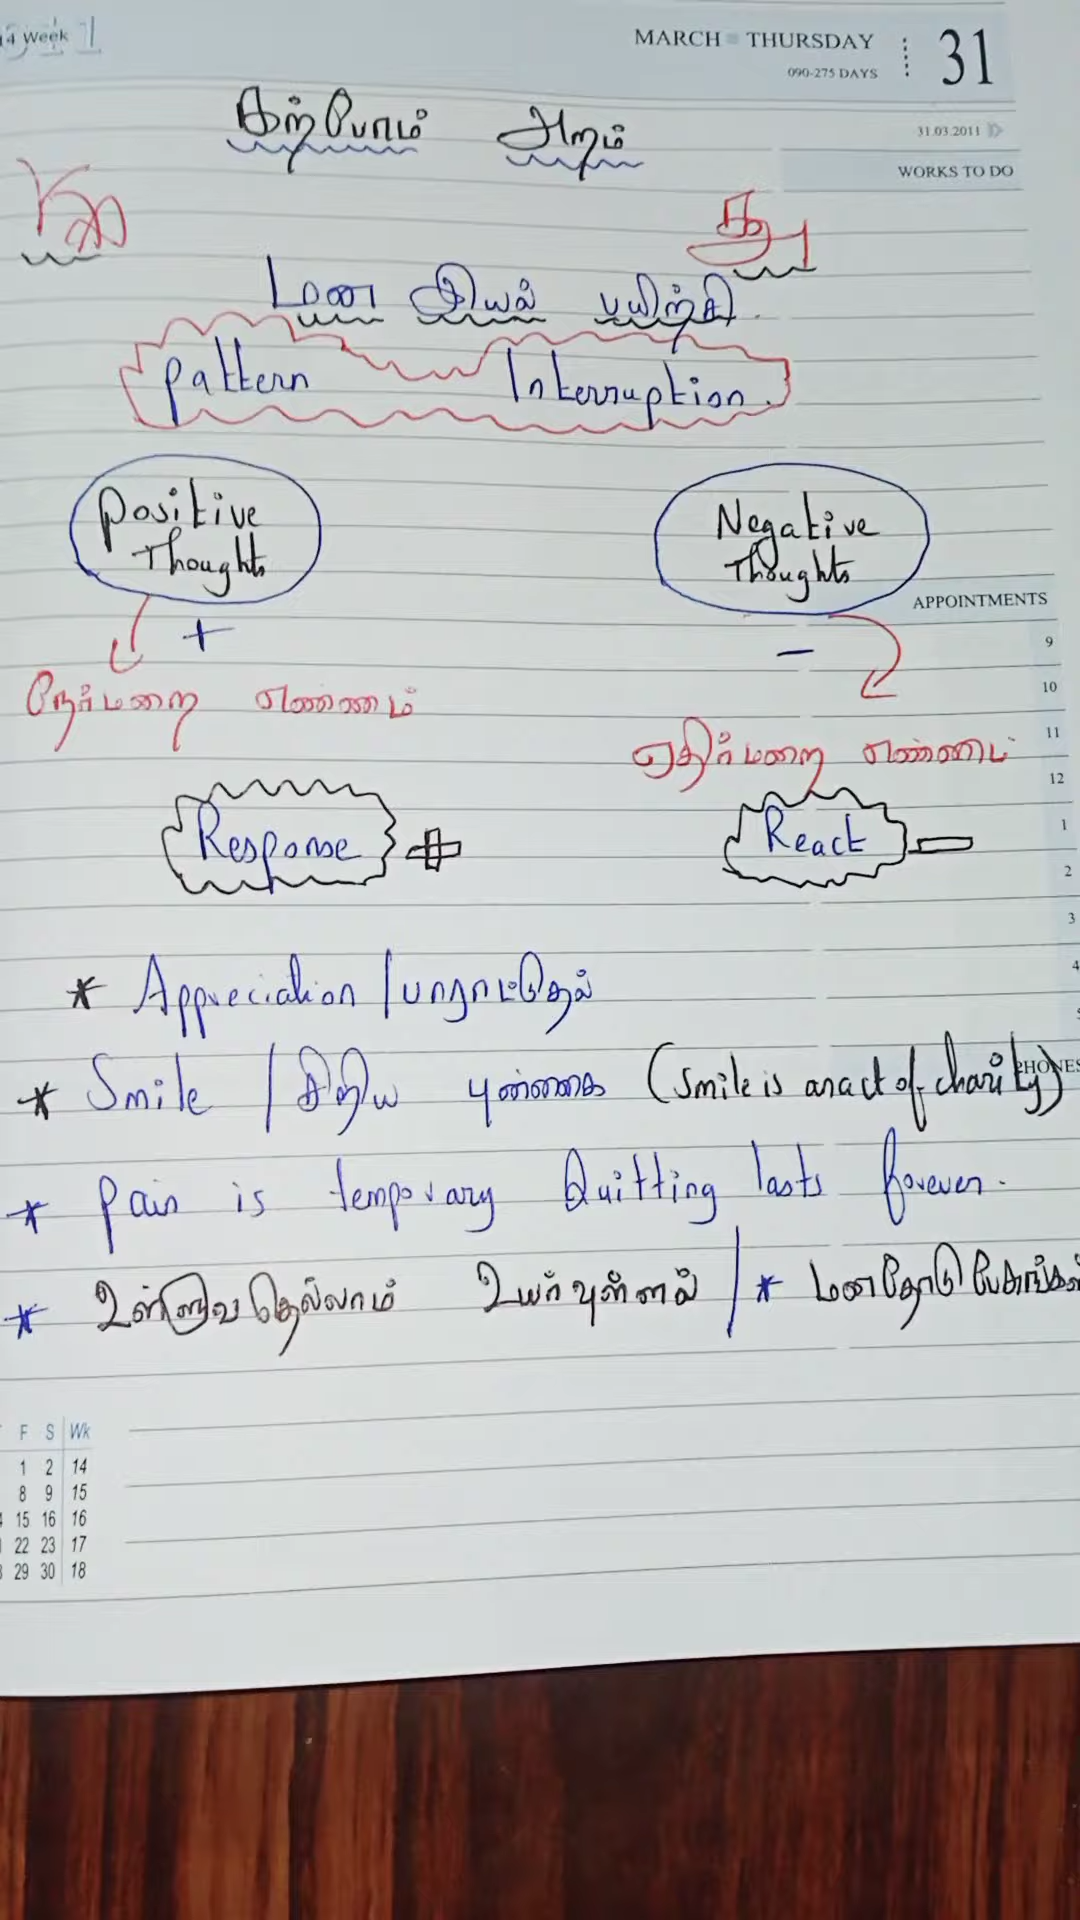 14 Week
MARCH THURSDAY 31
090-275 DAYS
31.03.2011
WORKS TO DO
கற்போம் அறம்
மன இயல் பயிற்சி.
Pattern Interruption.
Positive Thoughts
Negative Thoughts
APPOINTMENTS
+
−
9
10
11
12
1
2
3
4
நேர்மறை எண்ணம்
எதிர்மறை எண்ணம்
Response +
React −
* Appreciation / பாராட்டுதல்
* Smile / சிறிய புன்னகை (Smile is an act of charity)
* Pain is temporary Quitting lasts forever.
* உள்ளுவதெல்லாம் உயர்வுள்ளல் / * மனதோடு பேசுங்கள்
F S Wk
1 2 14
8 9 15
15 16 16
22 23 17
29 30 18